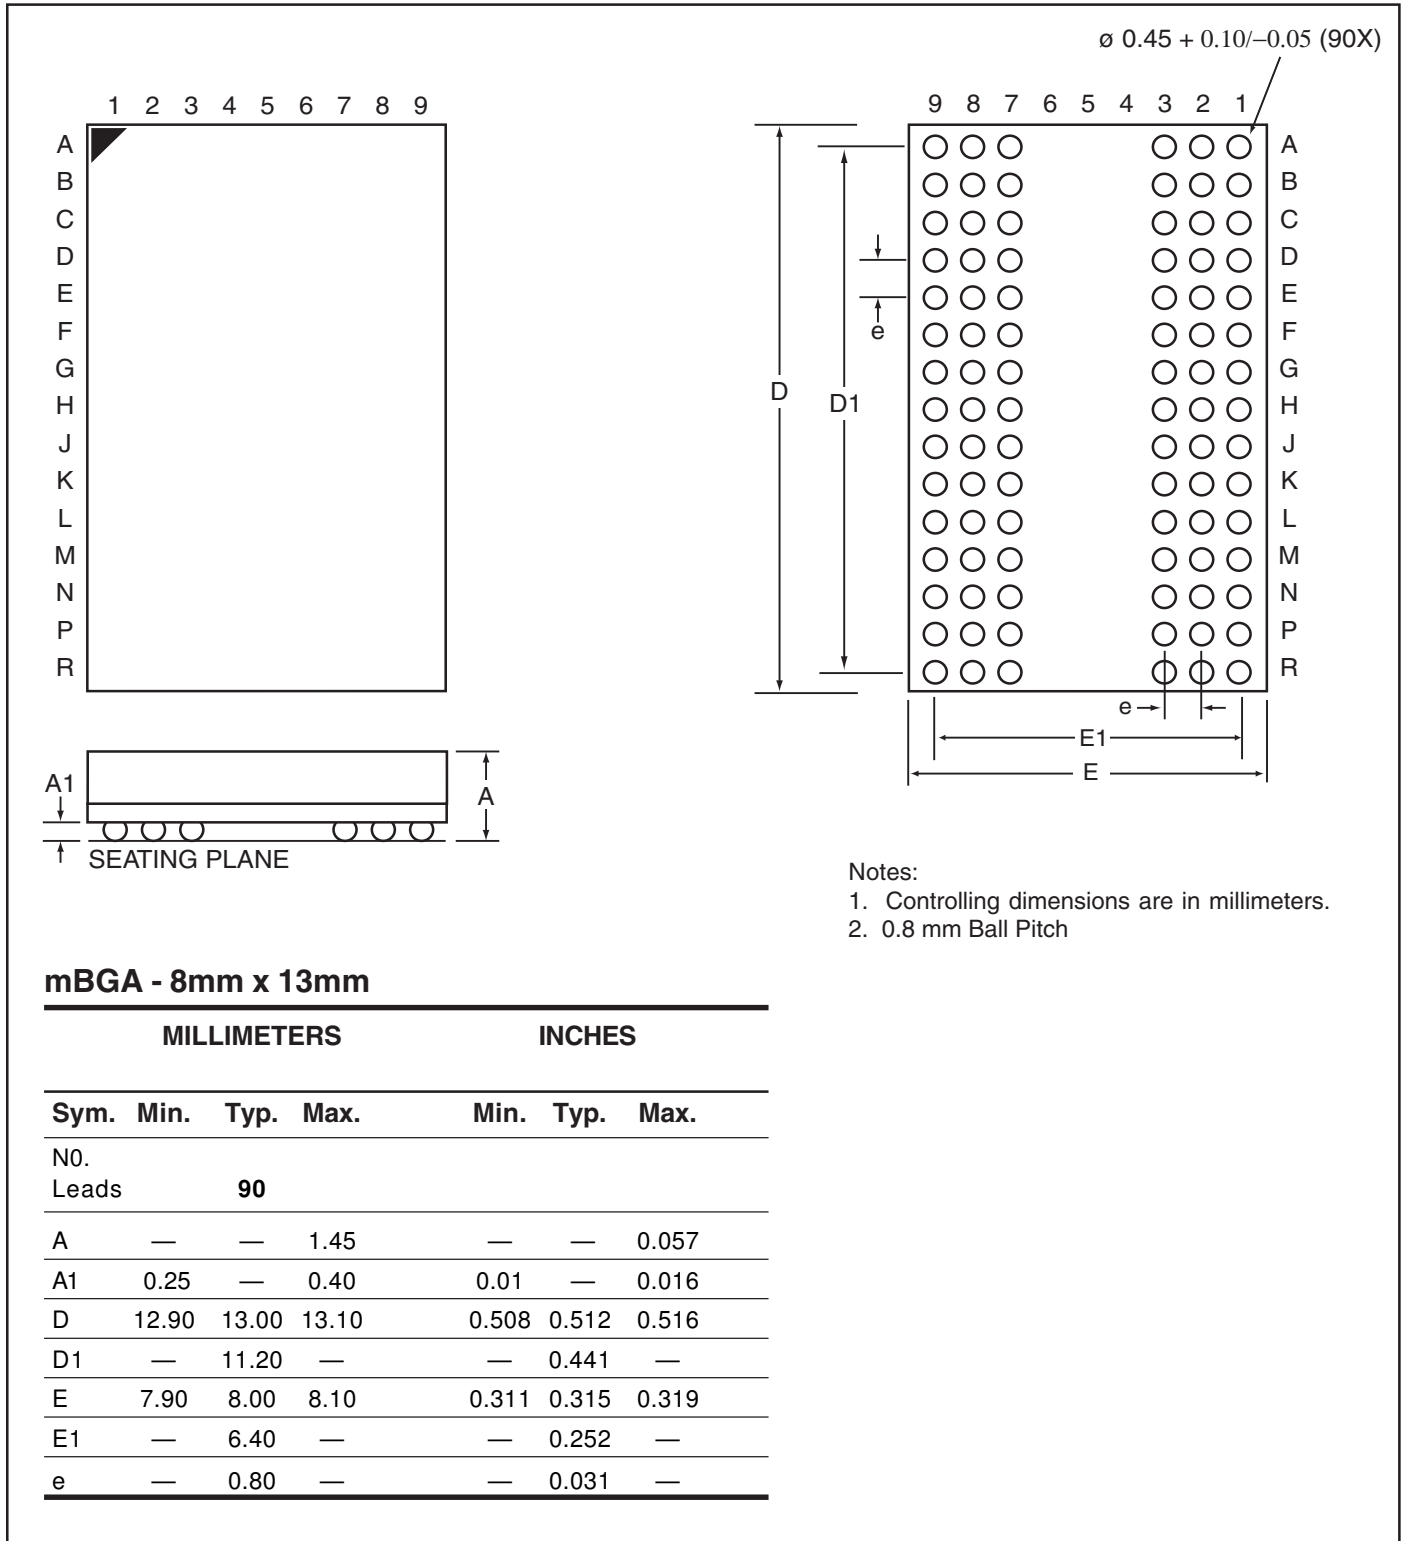 ø 0.45 + 0.10/–0.05 (90X)
1 2 3 4 5 6 7 8 9
A
B
C
D
E
F
G
H
J
K
L
M
N
P
R
9 8 7 6 5 4 3 2 1
A
B
C
D
E
F
G
H
J
K
L
M
N
P
R
e
D
D1
e
E1
E
A1
A
SEATING PLANE
Notes:
1. Controlling dimensions are in millimeters.
2. 0.8 mm Ball Pitch
mBGA - 8mm x 13mm
MILLIMETERS INCHES
Sym. Min. Typ. Max. Min. Typ. Max.
N0.
Leads 90
A — — 1.45 — — 0.057
A1 0.25 — 0.40 0.01 — 0.016
D 12.90 13.00 13.10 0.508 0.512 0.516
D1 — 11.20 — — 0.441 —
E 7.90 8.00 8.10 0.311 0.315 0.319
E1 — 6.40 — — 0.252 —
e — 0.80 — — 0.031 —